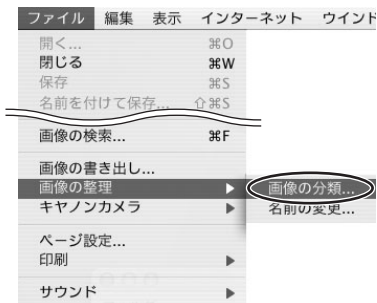 ファイル 編集 表示 インターネット ウインド
開く... ⌘O
閉じる ⌘W
保存 ⌘S
名前を付けて保存... ⇧⌘S
画像の検索... ⌘F
画像の書き出し...
画像の整理 ▶ 画像の分類...
キヤノンカメラ ▶ 名前の変更...
ページ設定...
印刷 ▶
サウンド ▶